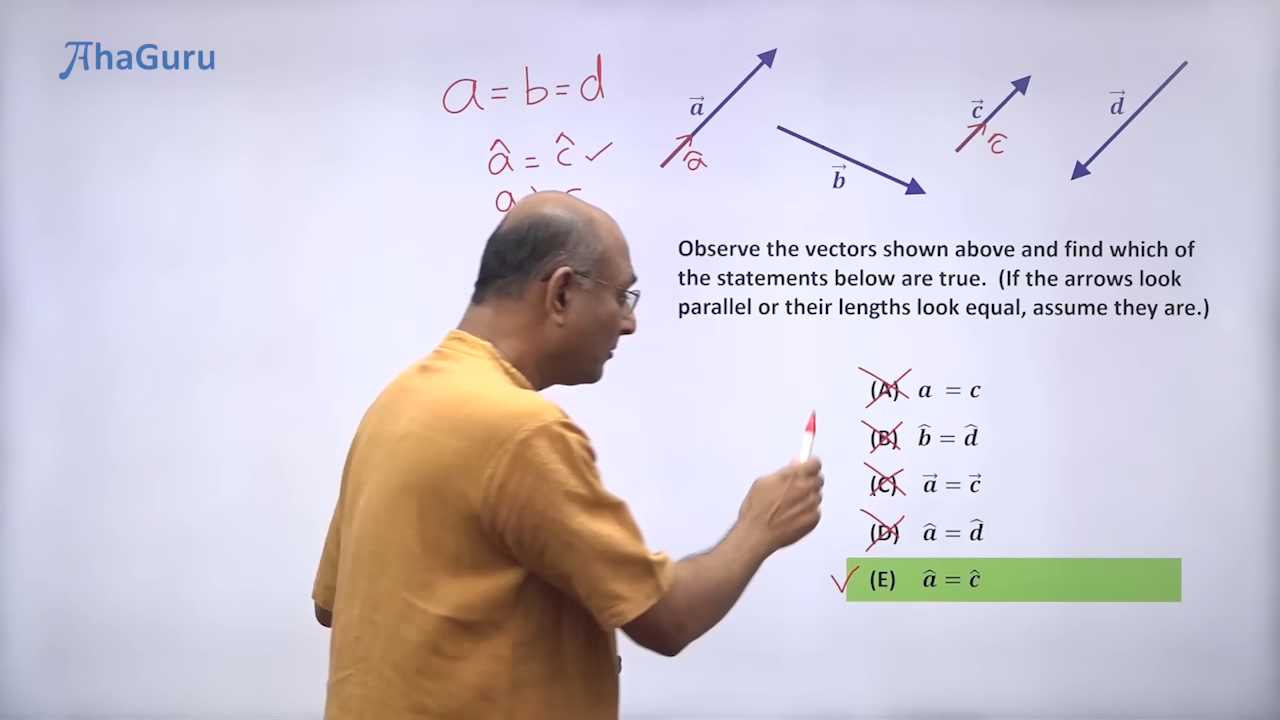 AhaGuru
a = b = d
â = ĉ ✓
a⃗
â
b⃗
c⃗
ĉ
d⃗
Observe the vectors shown above and find which of
the statements below are true. (If the arrows look
parallel or their lengths look equal, assume they are.)
(A) a = c
(B) b̂ = d̂
(C) a⃗ = c⃗
(D) â = d̂
✓ (E) â = ĉ